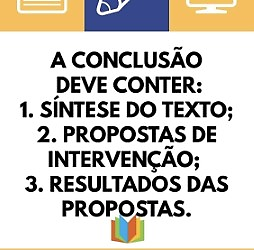 A CONCLUSÃO
DEVE CONTER:
1. SÍNTESE DO TEXTO;
2. PROPOSTAS DE
INTERVENÇÃO;
3. RESULTADOS DAS
PROPOSTAS.